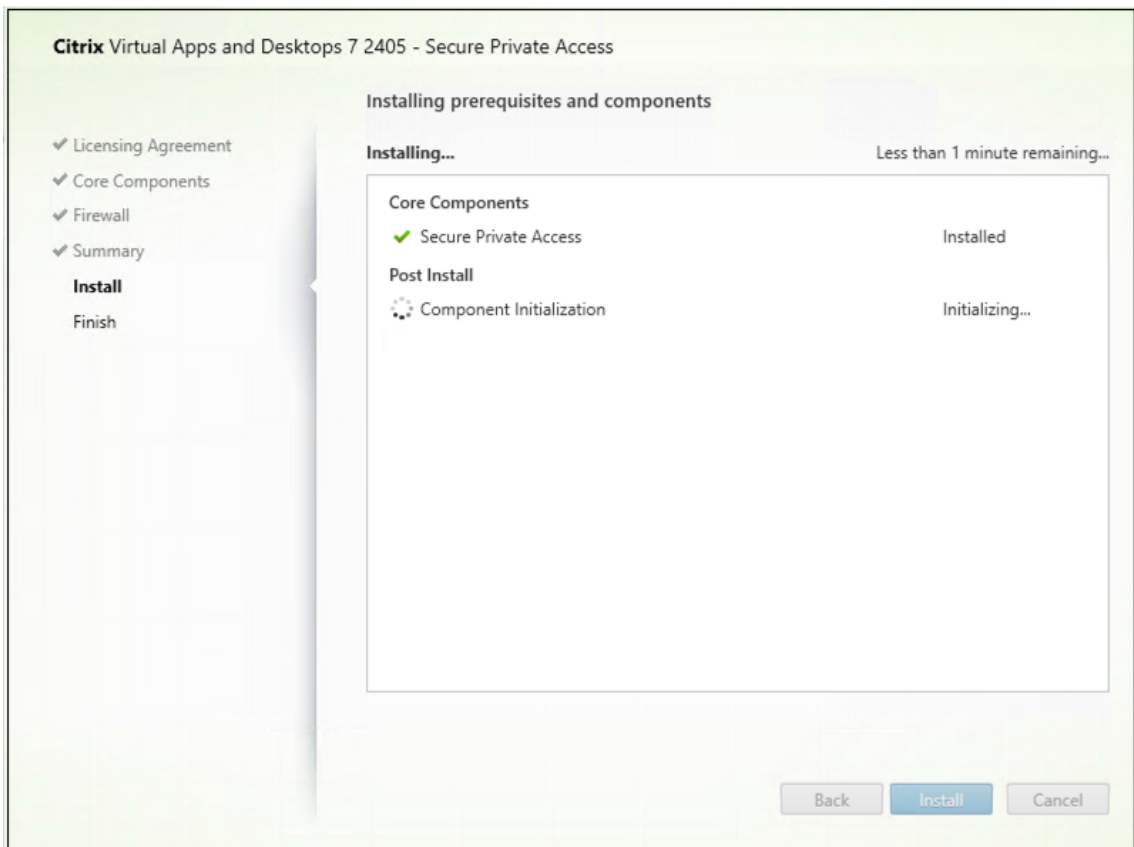 Citrix Virtual Apps and Desktops 7 2405 - Secure Private Access
Licensing Agreement
Core Components
Firewall
Summary
Install
Finish
Installing prerequisites and components
Installing... Less than 1 minute remaining...
Core Components
Secure Private Access Installed
Post Install
Component Initialization Initializing...
Back Install Cancel